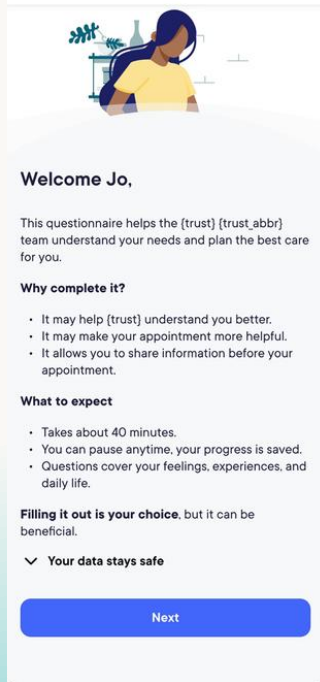 Welcome Jo,
This questionnaire helps the {trust} {trust_abbr}
team understand your needs and plan the best care
for you.
Why complete it?
• It may help {trust} understand you better.
• It may make your appointment more helpful.
• It allows you to share information before your
appointment.
What to expect
• Takes about 40 minutes.
• You can pause anytime, your progress is saved.
• Questions cover your feelings, experiences, and
daily life.
Filling it out is your choice, but it can be
beneficial.
Your data stays safe
Next